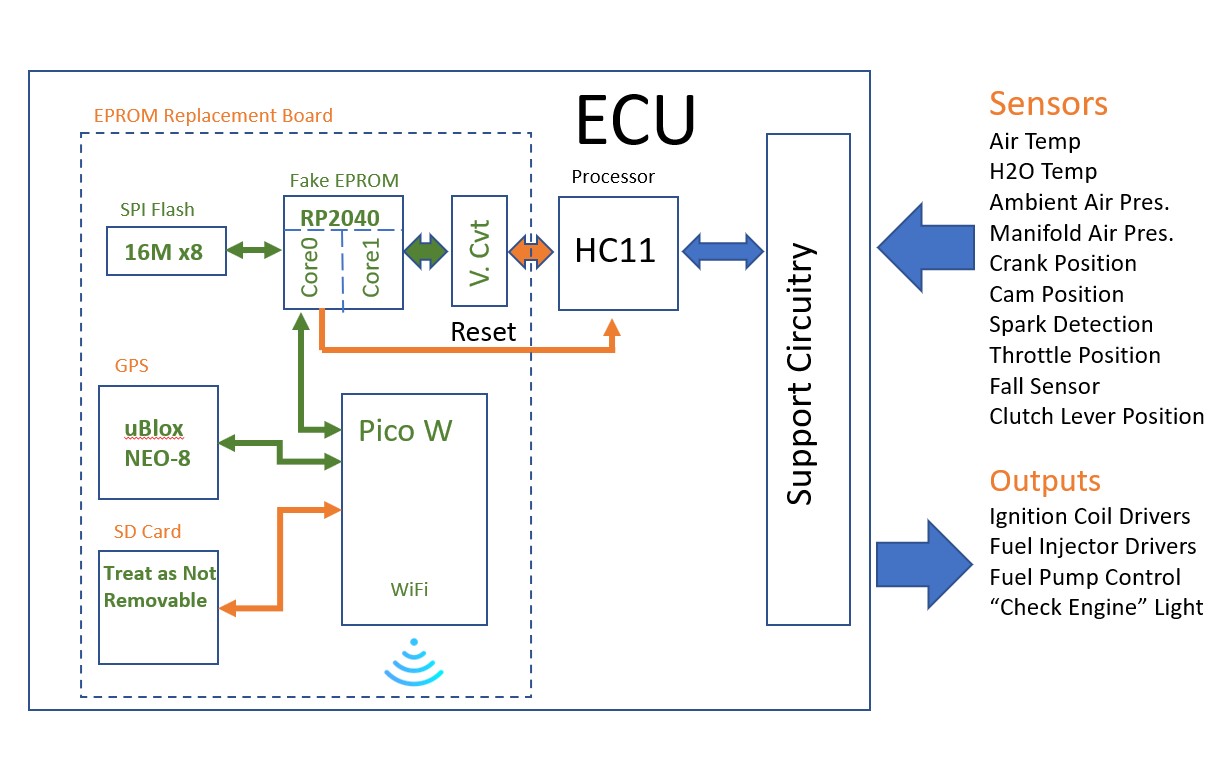 ECU
EPROM Replacement Board
Fake EPROM
RP2040
Core0
Core1
SPI Flash
16M x8
V. Cvt
Processor
HC11
Reset
Support Circuitry
GPS
uBlox
NEO-8
Pico W
WiFi
SD Card
Treat as Not
Removable
Sensors
Air Temp
H2O Temp
Ambient Air Pres.
Manifold Air Pres.
Crank Position
Cam Position
Spark Detection
Throttle Position
Fall Sensor
Clutch Lever Position
Outputs
Ignition Coil Drivers
Fuel Injector Drivers
Fuel Pump Control
“Check Engine” Light